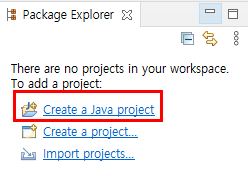 Package Explorer
There are no projects in your workspace.
To add a project:
Create a Java project
Create a project...
Import projects...